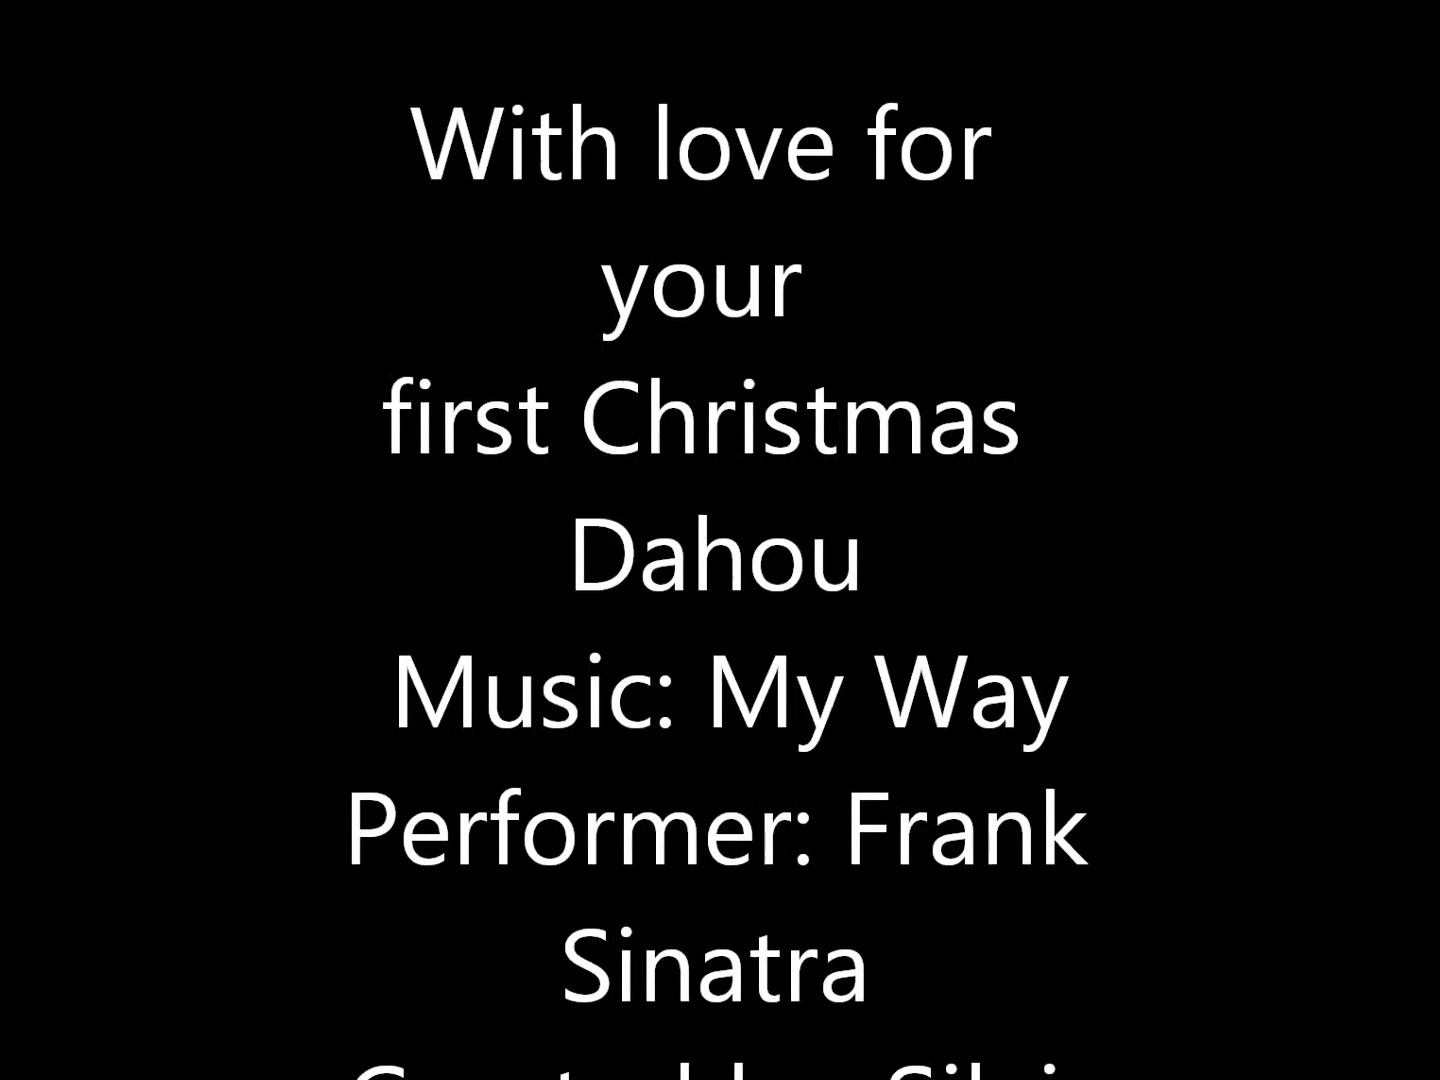 With love for
your
first Christmas
Dahou
Music: My Way
Performer: Frank
Sinatra